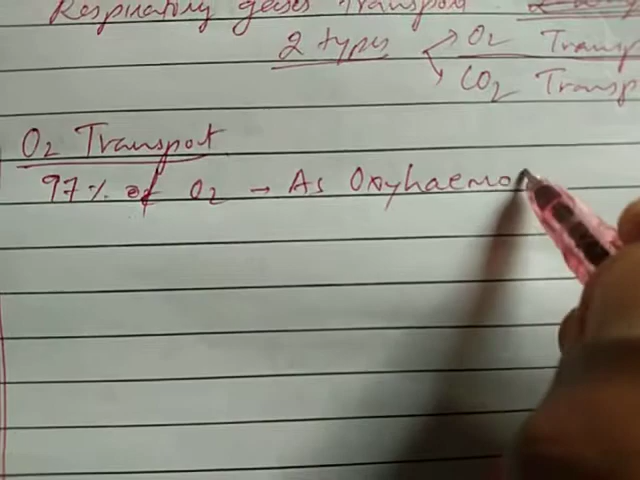 Respiratory gases Transport
2 types O2 Transp
CO2 Transp
O2 Transport
97% of O2 → As Oxyhaemo